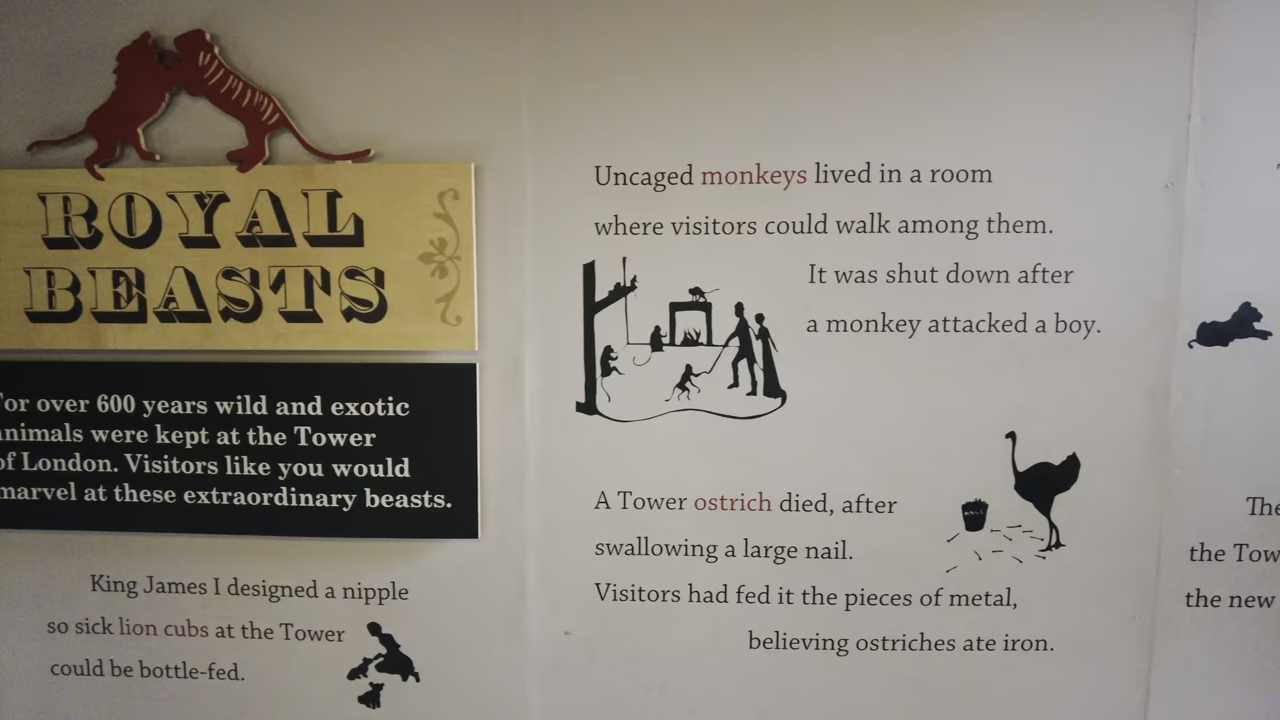 ROYAL
BEASTS
For over 600 years wild and exotic
animals were kept at the Tower
of London. Visitors like you would
marvel at these extraordinary beasts.
King James I designed a nipple
so sick lion cubs at the Tower
could be bottle-fed.
Uncaged monkeys lived in a room
where visitors could walk among them.
It was shut down after
a monkey attacked a boy.
A Tower ostrich died, after
swallowing a large nail.
Visitors had fed it the pieces of metal,
believing ostriches ate iron.
The
the Tow
the new